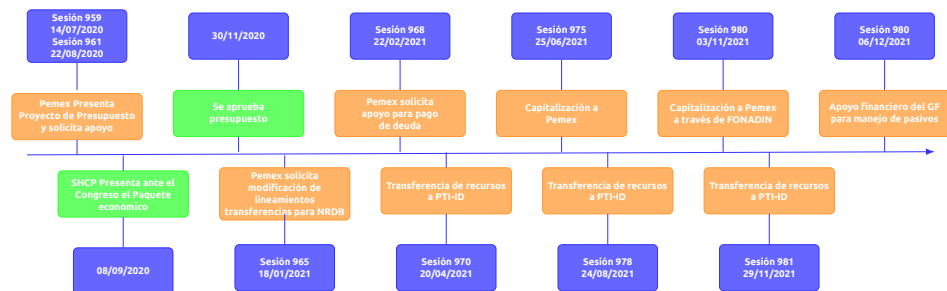 Sesión 959
14/07/2020
Sesión 961
22/08/2020
30/11/2020
Sesión 968
22/02/2021
Sesión 975
25/06/2021
Sesión 980
03/11/2021
Sesión 980
06/12/2021
Pemex Presenta
Proyecto de Presupuesto
y solicita apoyo
Se aprueba
presupuesto
Pemex solicita
apoyo para pago
de deuda
Capitalización a
Pemex
Capitalización a Pemex
a través de FONADIN
Apoyo financiero del GF
para manejo de pasivos
SHCP Presenta ante el
Congreso el Paquete
económico
Pemex solicita
modificación de
lineamientos
transferencias para NRDB
Transferencia de recursos
a PTI-ID
Transferencia de recursos
a PTI-ID
Transferencia de recursos
a PTI-ID
08/09/2020
Sesión 965
18/01/2021
Sesión 970
20/04/2021
Sesión 978
24/08/2021
Sesión 981
29/11/2021